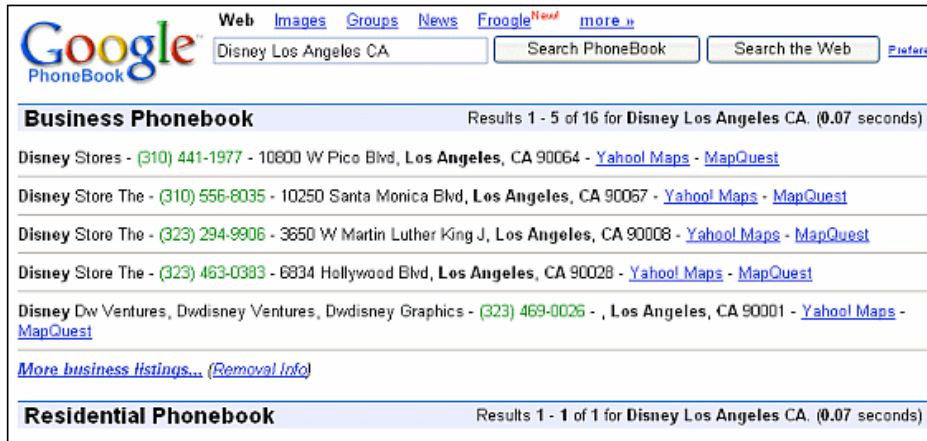 Web Images Groups News Froogle New! more »
Google
PhoneBook
Disney Los Angeles CA Search PhoneBook Search the Web
Business Phonebook Results 1 - 5 of 16 for Disney Los Angeles CA. (0.07 seconds)
Disney Stores - (310) 441-1977 - 10800 W Pico Blvd, Los Angeles, CA 90064 - Yahoo! Maps - MapQuest
Disney Store The - (310) 556-8035 - 10250 Santa Monica Blvd, Los Angeles, CA 90067 - Yahoo! Maps - MapQuest
Disney Store The - (323) 294-9906 - 3650 W Martin Luther King J, Los Angeles, CA 90008 - Yahoo! Maps - MapQuest
Disney Store The - (323) 463-0383 - 6834 Hollywood Blvd, Los Angeles, CA 90028 - Yahoo! Maps - MapQuest
Disney Dw Ventures, Dwdisney Ventures, Dwdisney Graphics - (323) 469-0026 - , Los Angeles, CA 90001 - Yahoo! Maps -
MapQuest
More business listings... (Removal Info)
Residential Phonebook Results 1 - 1 of 1 for Disney Los Angeles CA. (0.07 seconds)